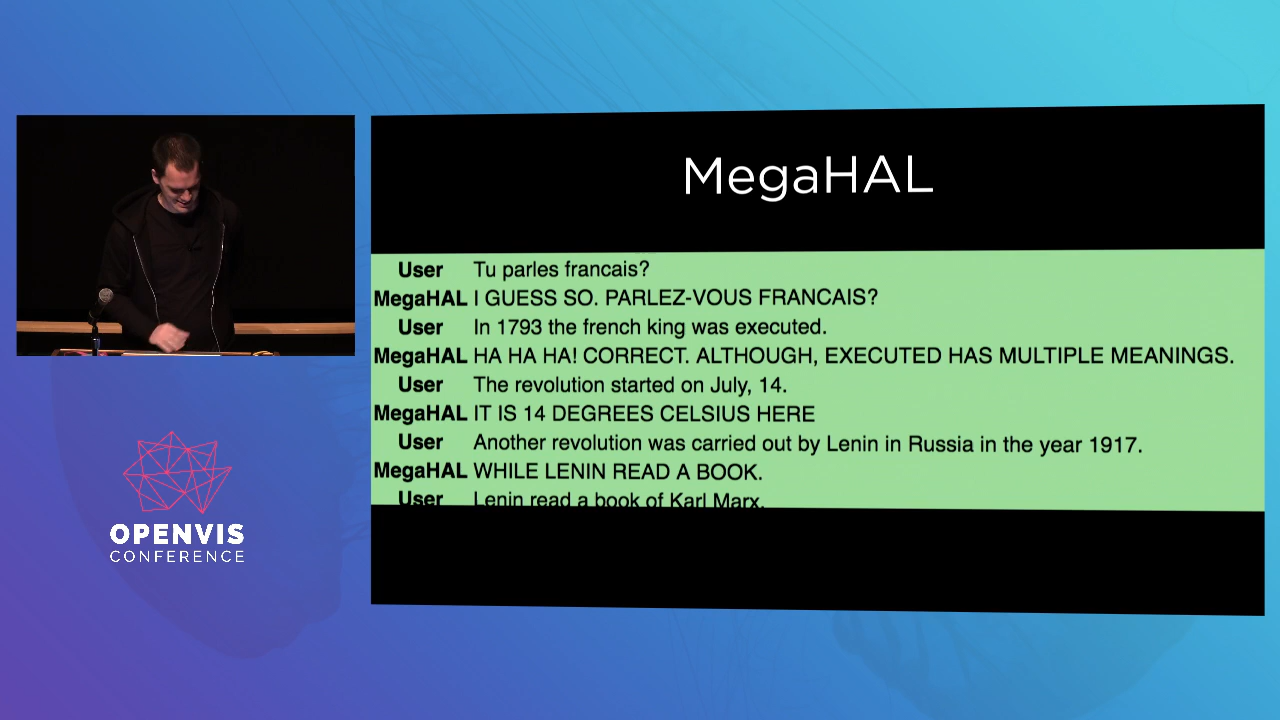 MegaHAL
User Tu parles francais?
MegaHAL I GUESS SO. PARLEZ-VOUS FRANCAIS?
User In 1793 the french king was executed.
MegaHAL HA HA HA! CORRECT. ALTHOUGH, EXECUTED HAS MULTIPLE MEANINGS.
User The revolution started on July, 14.
MegaHAL IT IS 14 DEGREES CELSIUS HERE
User Another revolution was carried out by Lenin in Russia in the year 1917.
MegaHAL WHILE LENIN READ A BOOK.
User Lenin read a book of Karl Marx.
OPENVIS
CONFERENCE